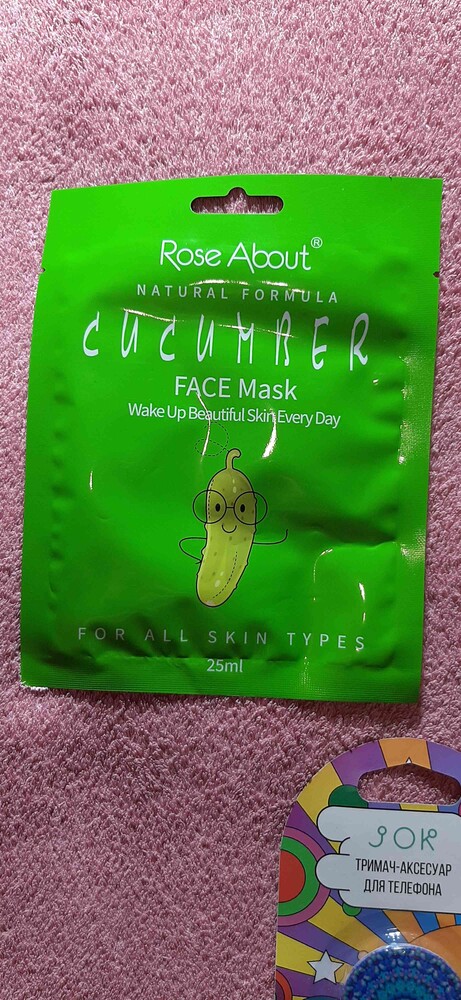 Rose About®
NATURAL FORMULA
CUCUMBER
FACE Mask
Wake Up Beautiful Skin Every Day
FOR ALL SKIN TYPES
25ml
ЗОК
ТРИМАЧ-АКСЕСУАР
ДЛЯ ТЕЛЕФОНА